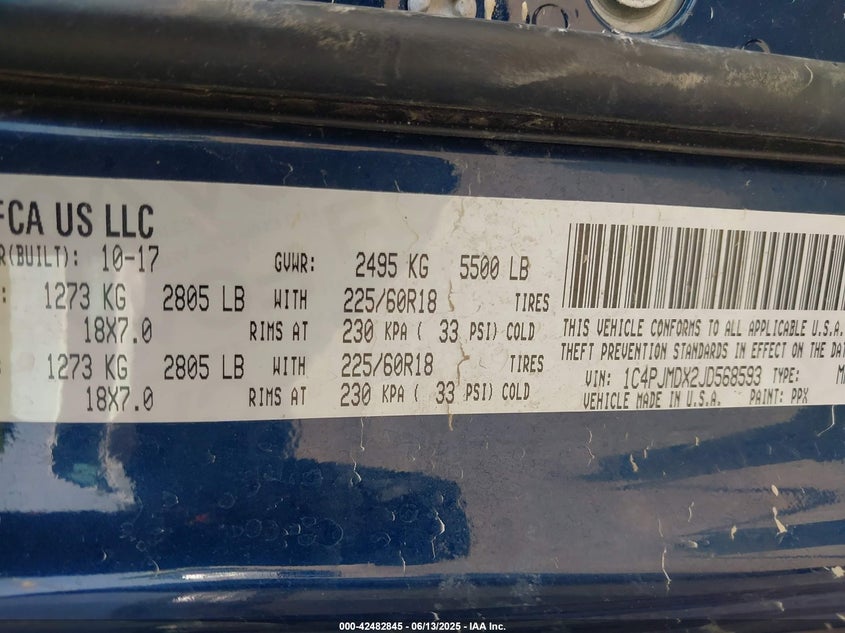 FCA US LLC
R(BUILT): 10-17 GVWR: 2495 KG 5500 LB
: 1273 KG 2805 LB WITH 225/60R18 TIRES
18X7.0 RIMS AT 230 KPA ( 33 PSI) COLD
1273 KG 2805 LB WITH 225/60R18 TIRES
18X7.0 RIMS AT 230 KPA ( 33 PSI) COLD
THIS VEHICLE CONFORMS TO ALL APPLICABLE U.S.A.
THEFT PREVENTION STANDARDS IN EFFECT ON THE DAT
VIN: 1C4PJMDX2JD568593 TYPE:
VEHICLE MADE IN U.S.A. PAINT: PPX
000-42482845 - 06/13/2025 - IAA Inc.